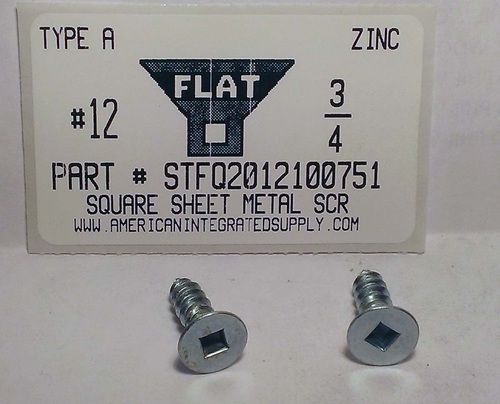 TYPE A
ZINC
FLAT
#12
3
4
PART # STFQ2012100751
SQUARE SHEET METAL SCR
WWW.AMERICANINTEGRATEDSUPPLY.COM